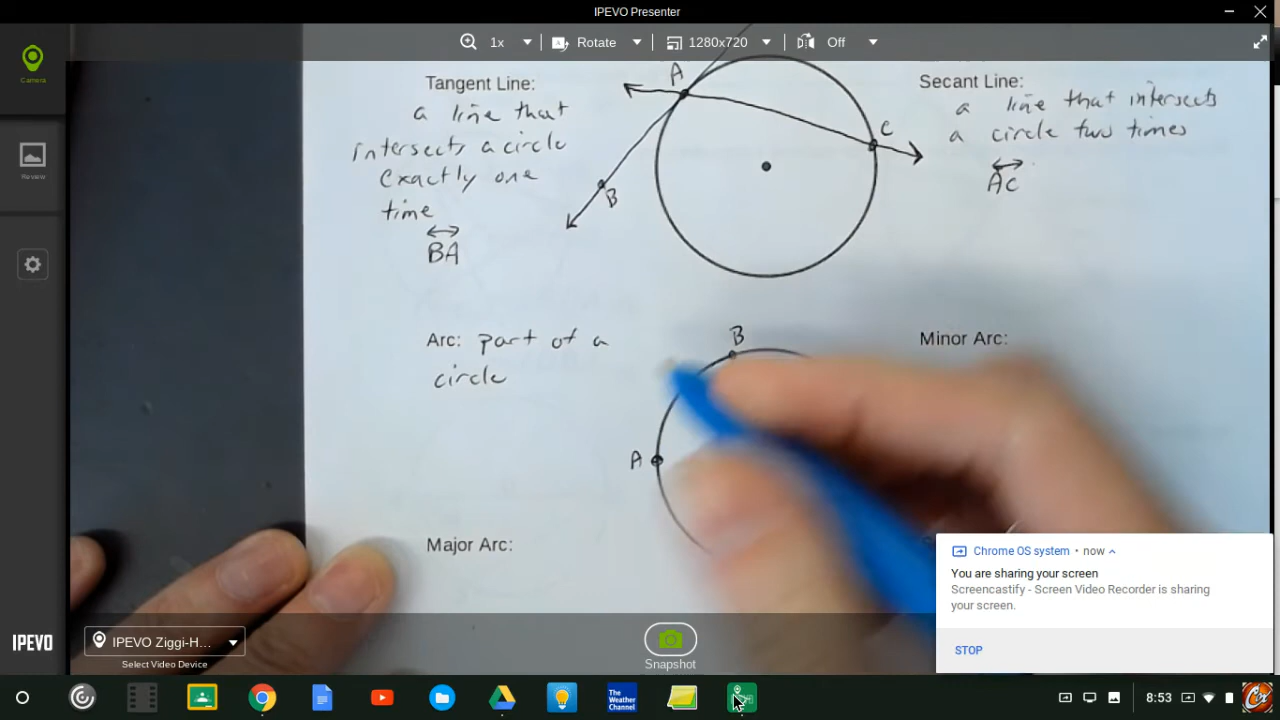 IPEVO Presenter
1x Rotate 1280x720 Off
Camera
Review
Tangent Line:
a line that
intersects a circle
exactly one
time
BA
A
B
C
Secant Line:
a line that intersects
a circle two times
AC
Arc: part of a
circle
B
A
Minor Arc:
Major Arc:
Chrome OS system • now
You are sharing your screen
Screencastify - Screen Video Recorder is sharing
your screen.
STOP
IPEVO
IPEVO Ziggi-H...
Select Video Device
Snapshot
The
Weather
Channel
8:53